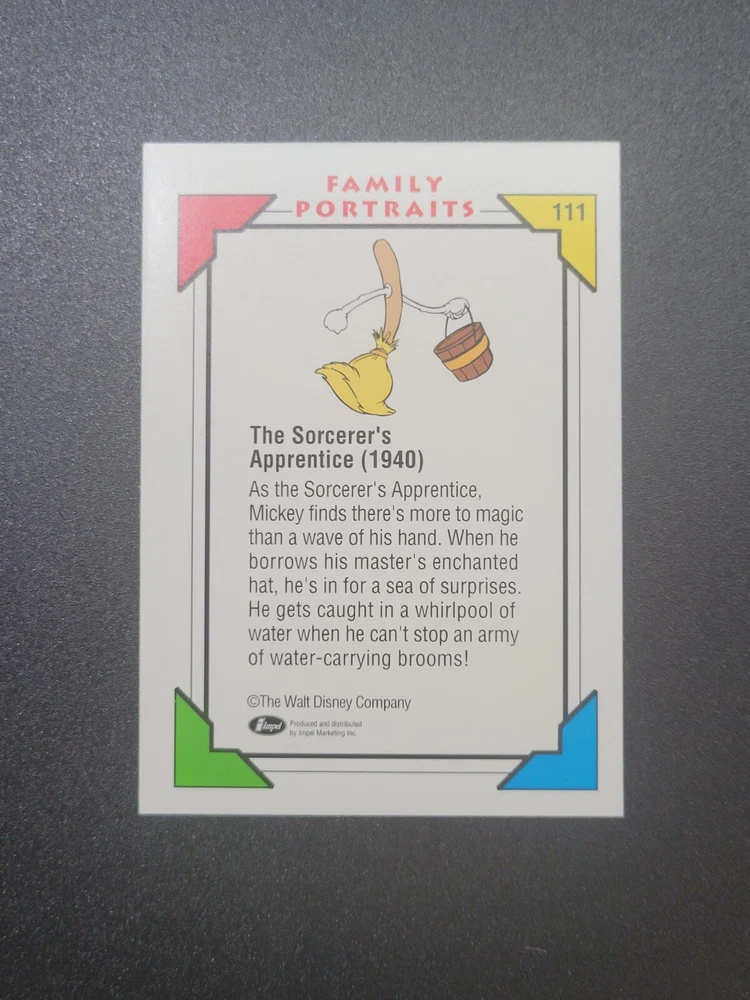 FAMILY
PORTRAITS
111
The Sorcerer's
Apprentice (1940)
As the Sorcerer's Apprentice,
Mickey finds there's more to magic
than a wave of his hand. When he
borrows his master's enchanted
hat, he's in for a sea of surprises.
He gets caught in a whirlpool of
water when he can't stop an army
of water-carrying brooms!
©The Walt Disney Company
Impel
Produced and distributed
by Impel Marketing Inc.